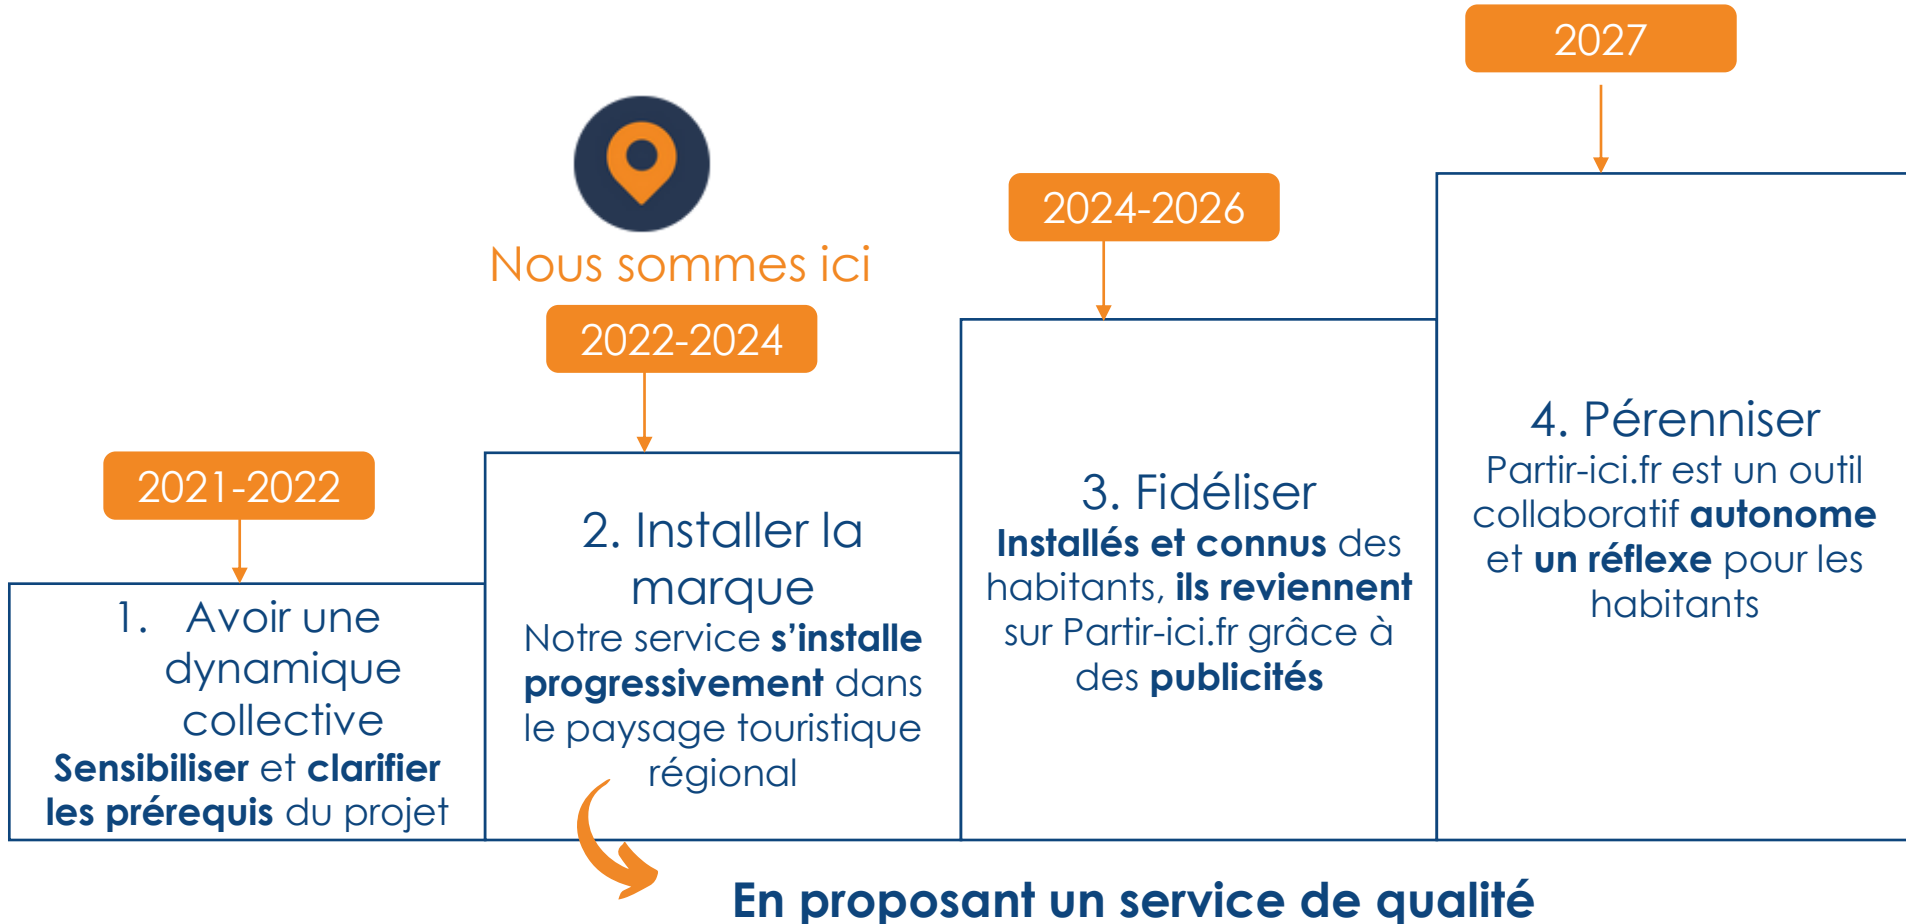 2021-2022
1. Avoir une
dynamique
collective
Sensibiliser et clarifier
les prérequis du projet
Nous sommes ici
2022-2024
2. Installer la
marque
Notre service s’installe
progressivement dans
le paysage touristique
régional
2024-2026
3. Fidéliser
Installés et connus des
habitants, ils reviennent
sur Partir-ici.fr grâce à
des publicités
2027
4. Pérenniser
Partir-ici.fr est un outil
collaboratif autonome
et un réflexe pour les
habitants
En proposant un service de qualité